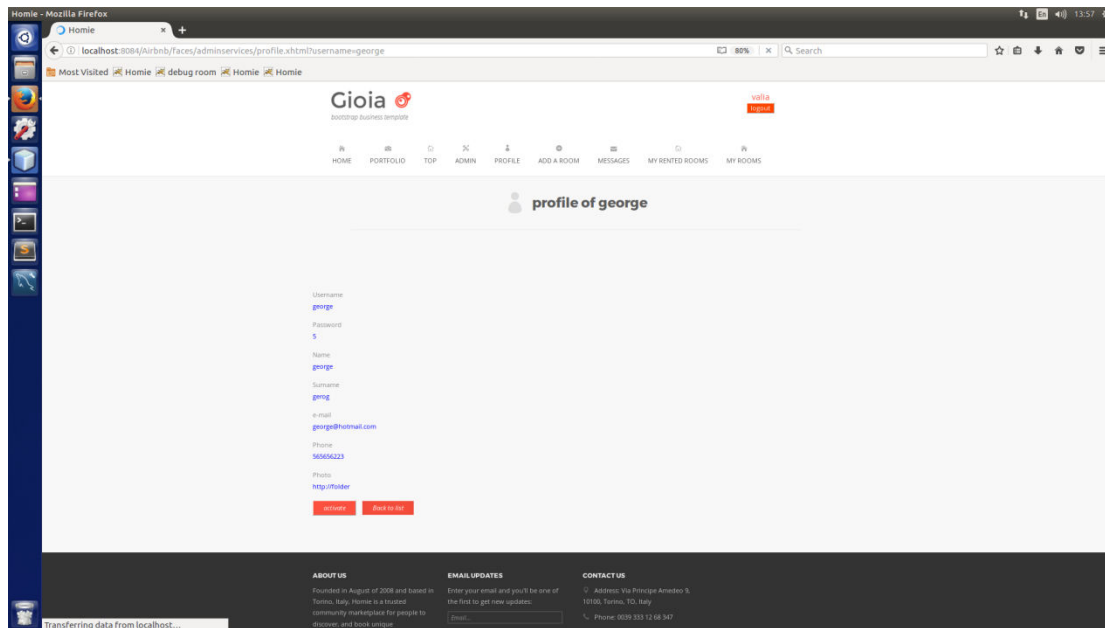 Homie - Mozilla Firefox
En
13:57
Homie × +
localhost:8084/Airbnb/faces/adminservices/profile.xhtml?username=george
80%
Search
Most Visited Homie debug room Homie Homie
Gioia
bootstrap business template
valia
logout
HOME PORTFOLIO TOP ADMIN PROFILE ADD A ROOM MESSAGES MY RENTED ROOMS MY ROOMS
profile of george
Username
george
Password
5
Name
george
Surname
gerog
e-mail
george@hotmail.com
Phone
565656223
Photo
http://folder
activate Back to list
ABOUT US
Founded in August of 2008 and based in
Torino, Italy, Homie is a trusted
community marketplace for people to
discover, and book unique
EMAIL UPDATES
Enter your email and you'll be one of
the first to get new updates:
Email...
CONTACT US
Address: Via Principe Amedeo 9,
10100, Torino, TO, Italy
Phone: 0039 333 12 68 347
Transferring data from localhost...